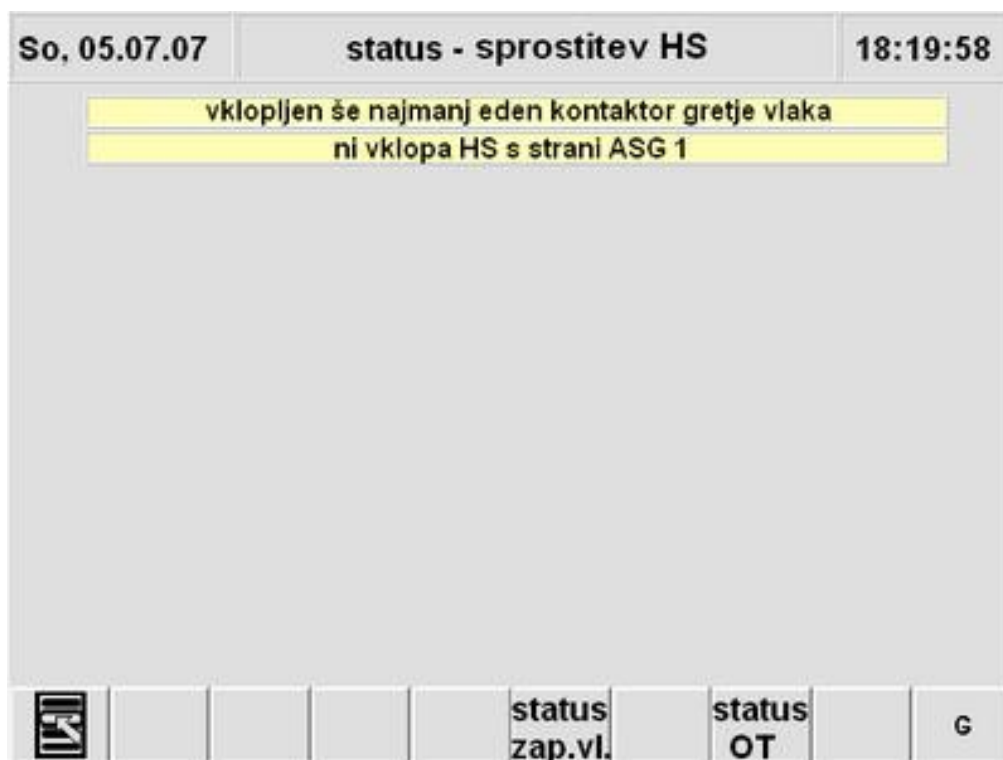 So, 05.07.07
status - sprostitev HS
18:19:58
vklopljen še najmanj eden kontaktor gretje vlaka
ni vklopa HS s strani ASG 1
status
zap.vl.
status
OT
G